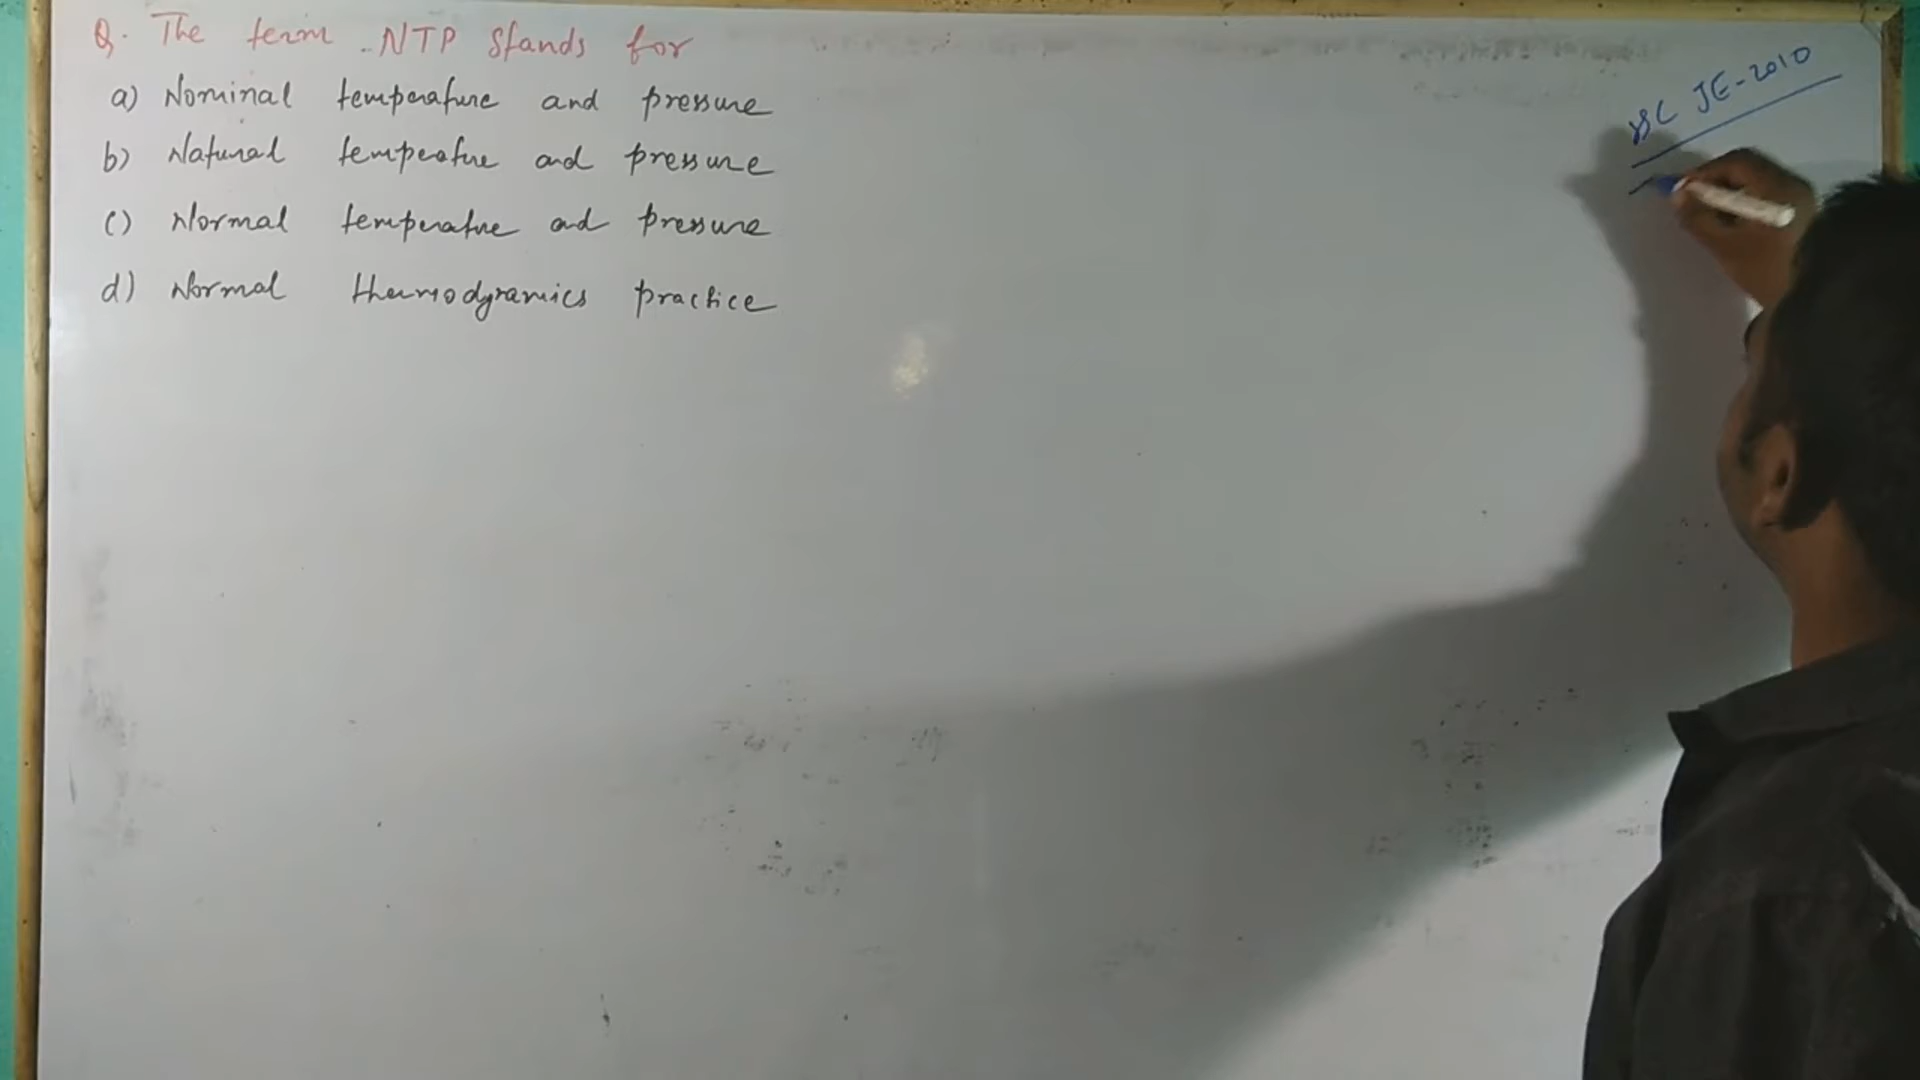 Q. The term NTP stands for
a) Nominal temperature and pressure
b) Natural temperature and pressure
c) Normal temperature and pressure
d) Normal thermodynamics practice
SSC JE-2010